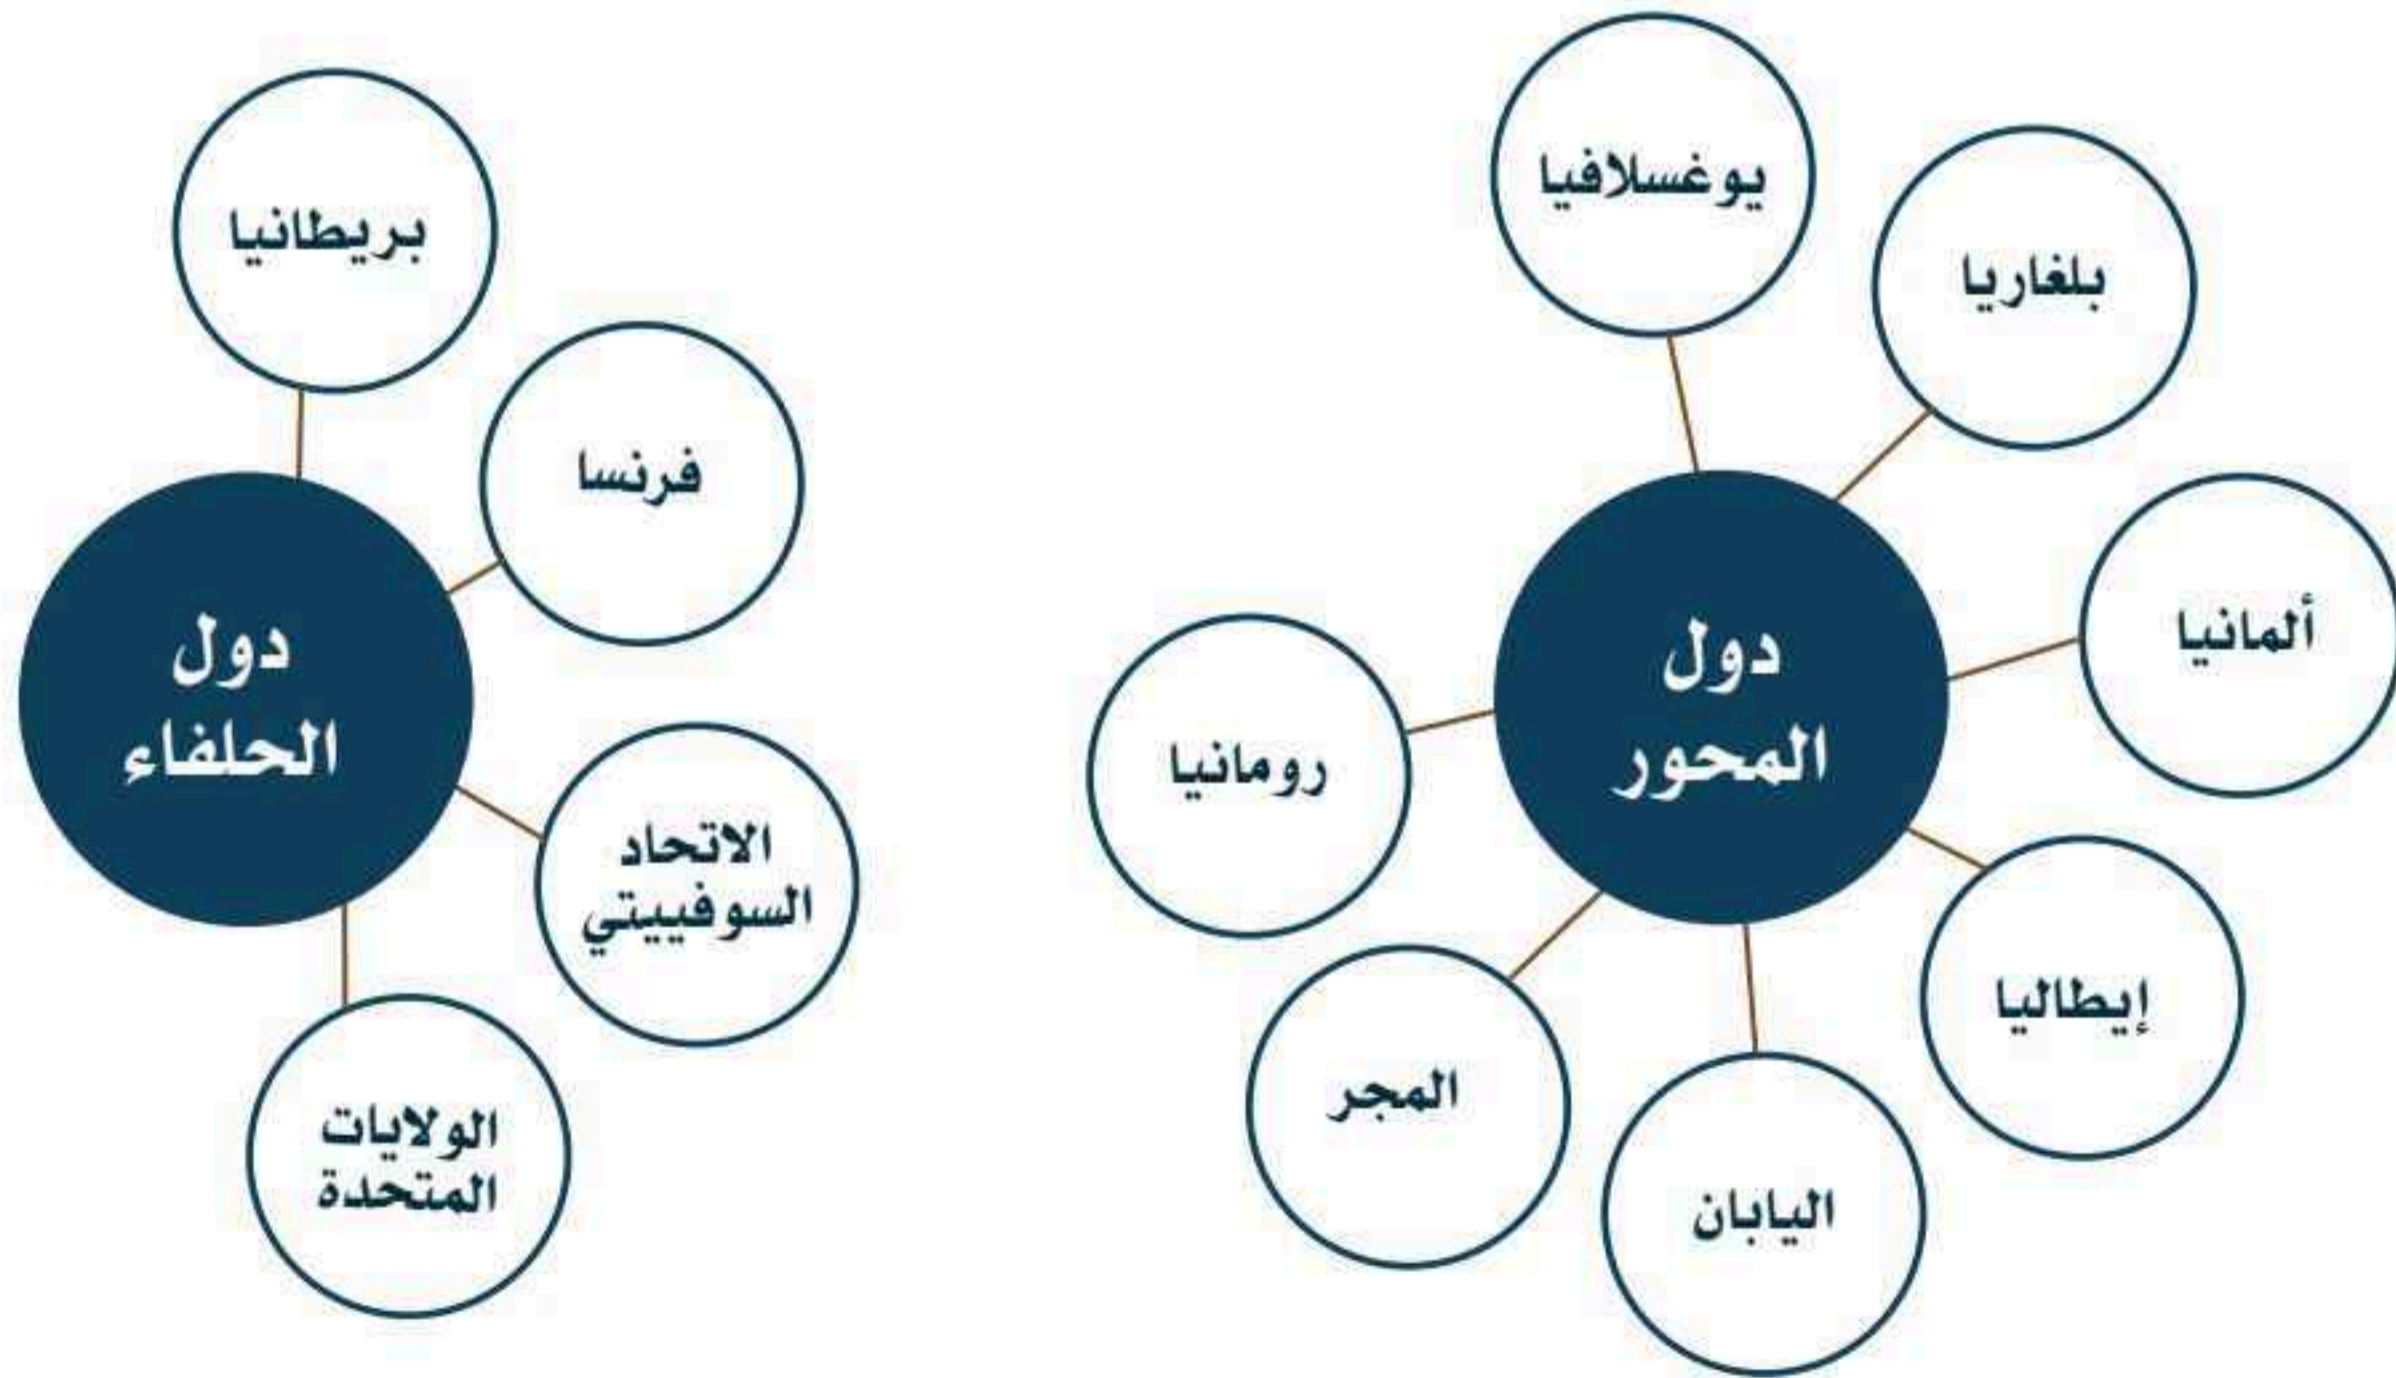 دول
المحور
يوغسلافيا
بلغاريا
ألمانيا
إيطاليا
اليابان
المجر
رومانيا
دول
الحلفاء
بريطانيا
فرنسا
الاتحاد
السوفييتي
الولايات
المتحدة